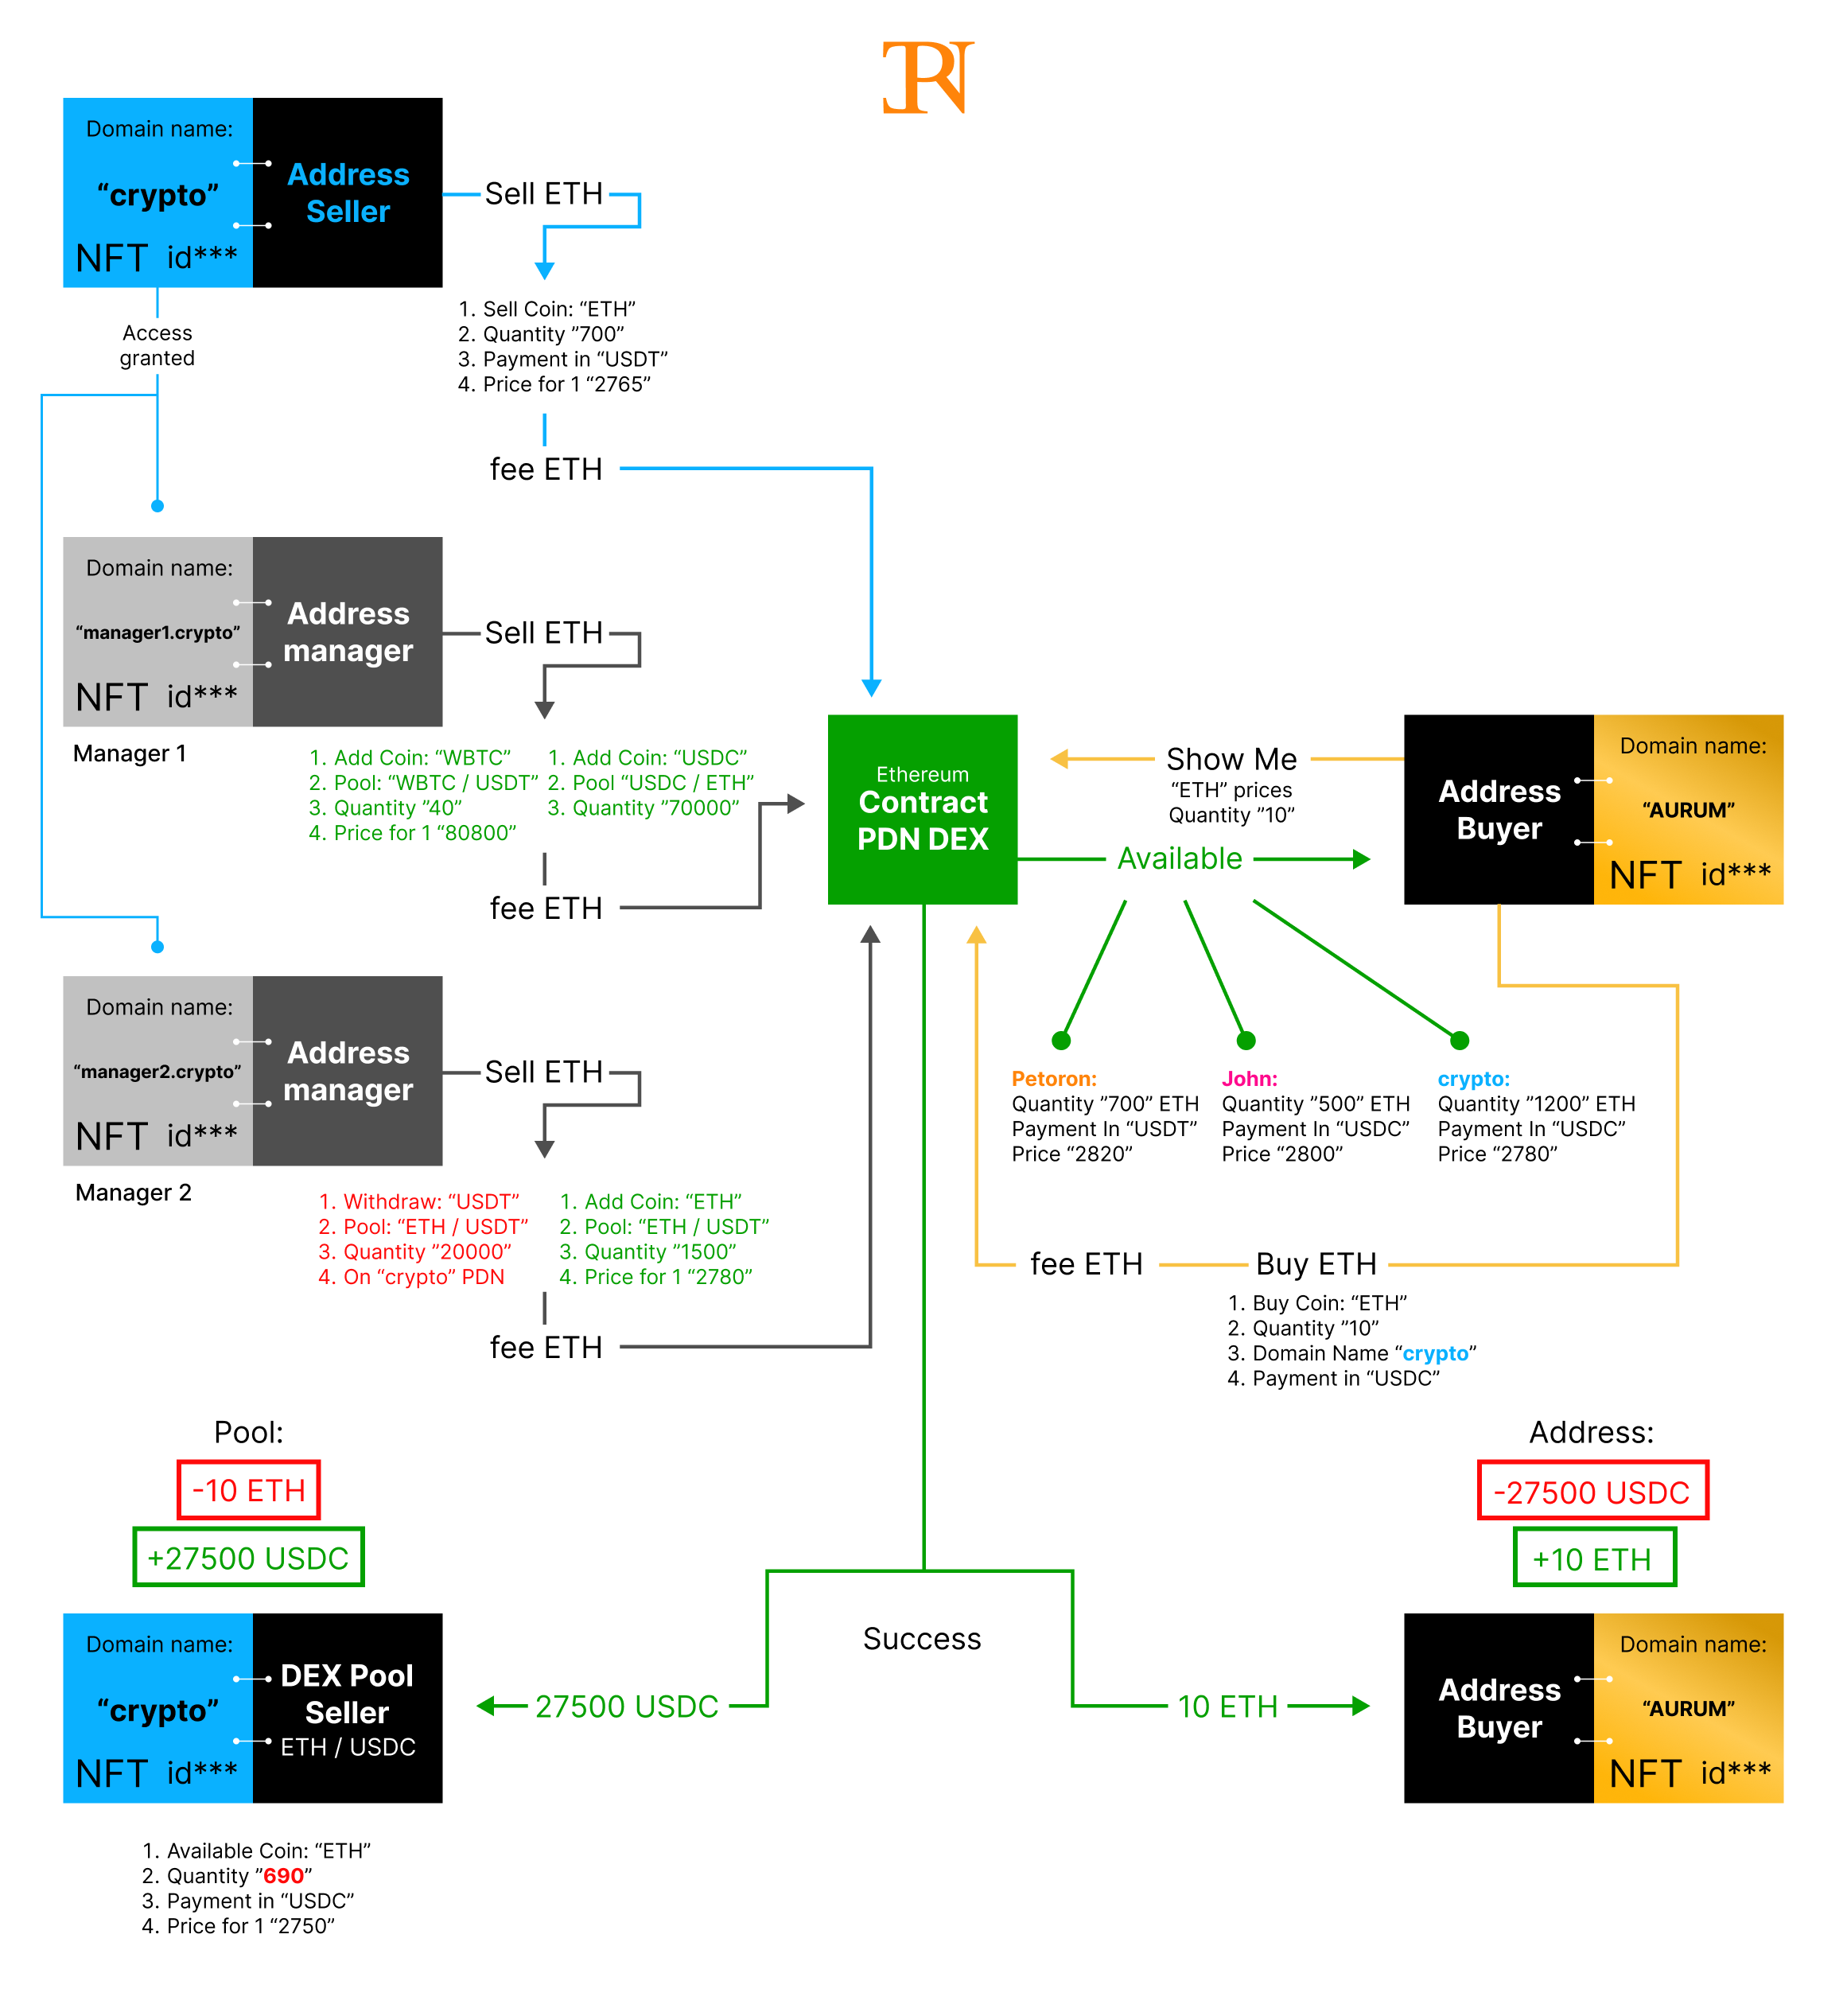 Domain name:
“crypto”
NFT id***
Address
Seller
Sell ETH
1. Sell Coin: “ETH”
2. Quantity ”700”
3. Payment in “USDT”
4. Price for 1 “2765”
fee ETH
Access
granted
Domain name:
“manager1.crypto”
NFT id***
Address
manager
Manager 1
Sell ETH
1. Add Coin: “WBTC”
2. Pool: “WBTC / USDT”
3. Quantity ”40”
4. Price for 1 “80800”
1. Add Coin: “USDC”
2. Pool “USDC / ETH”
3. Quantity ”70000”
fee ETH
Domain name:
“manager2.crypto”
NFT id***
Address
manager
Manager 2
Sell ETH
1. Withdraw: “USDT”
2. Pool: “ETH / USDT”
3. Quantity ”20000”
4. On “crypto” PDN
1. Add Coin: “ETH”
2. Pool: “ETH / USDT”
3. Quantity ”1500”
4. Price for 1 “2780”
fee ETH
Ethereum
Contract
PDN DEX
Show Me
“ETH” prices
Quantity ”10”
Available
Address
Buyer
Domain name:
“AURUM”
NFT id***
Petoron:
Quantity ”700” ETH
Payment In “USDT”
Price “2820”
John:
Quantity ”500” ETH
Payment In “USDC”
Price “2800”
crypto:
Quantity ”1200” ETH
Payment In “USDC”
Price “2780”
fee ETH
Buy ETH
1. Buy Coin: “ETH”
2. Quantity ”10”
3. Domain Name “crypto”
4. Payment in “USDC”
Pool:
-10 ETH
+27500 USDC
Address:
-27500 USDC
+10 ETH
Domain name:
“crypto”
NFT id***
DEX Pool
Seller
ETH / USDC
27500 USDC
Success
10 ETH
Address
Buyer
Domain name:
“AURUM”
NFT id***
1. Available Coin: “ETH”
2. Quantity ”690”
3. Payment in “USDC”
4. Price for 1 “2750”